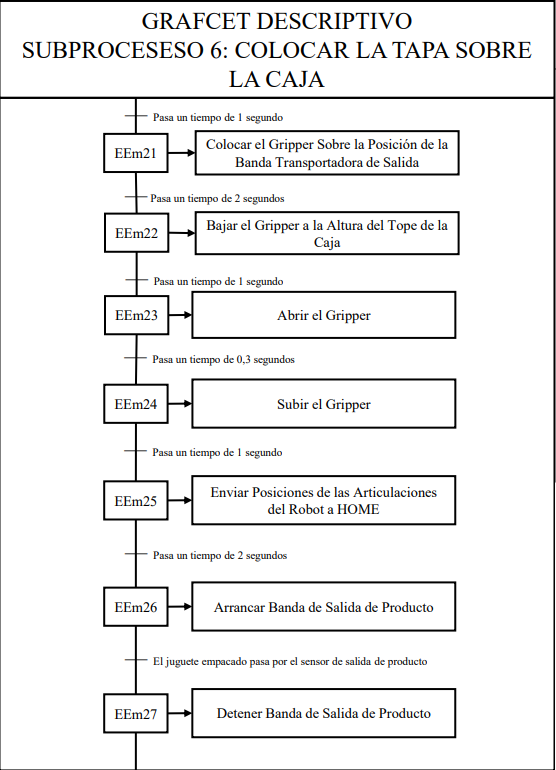 GRAFCET DESCRIPTIVO
SUBPROCESESO 6: COLOCAR LA TAPA SOBRE
LA CAJA
Pasa un tiempo de 1 segundo
EEm21
Colocar el Gripper Sobre la Posición de la
Banda Transportadora de Salida
Pasa un tiempo de 2 segundos
EEm22
Bajar el Gripper a la Altura del Tope de la
Caja
Pasa un tiempo de 1 segundo
EEm23
Abrir el Gripper
Pasa un tiempo de 0,3 segundos
EEm24
Subir el Gripper
Pasa un tiempo de 1 segundo
EEm25
Enviar Posiciones de las Articulaciones
del Robot a HOME
Pasa un tiempo de 2 segundos
EEm26
Arrancar Banda de Salida de Producto
El juguete empacado pasa por el sensor de salida de producto
EEm27
Detener Banda de Salida de Producto